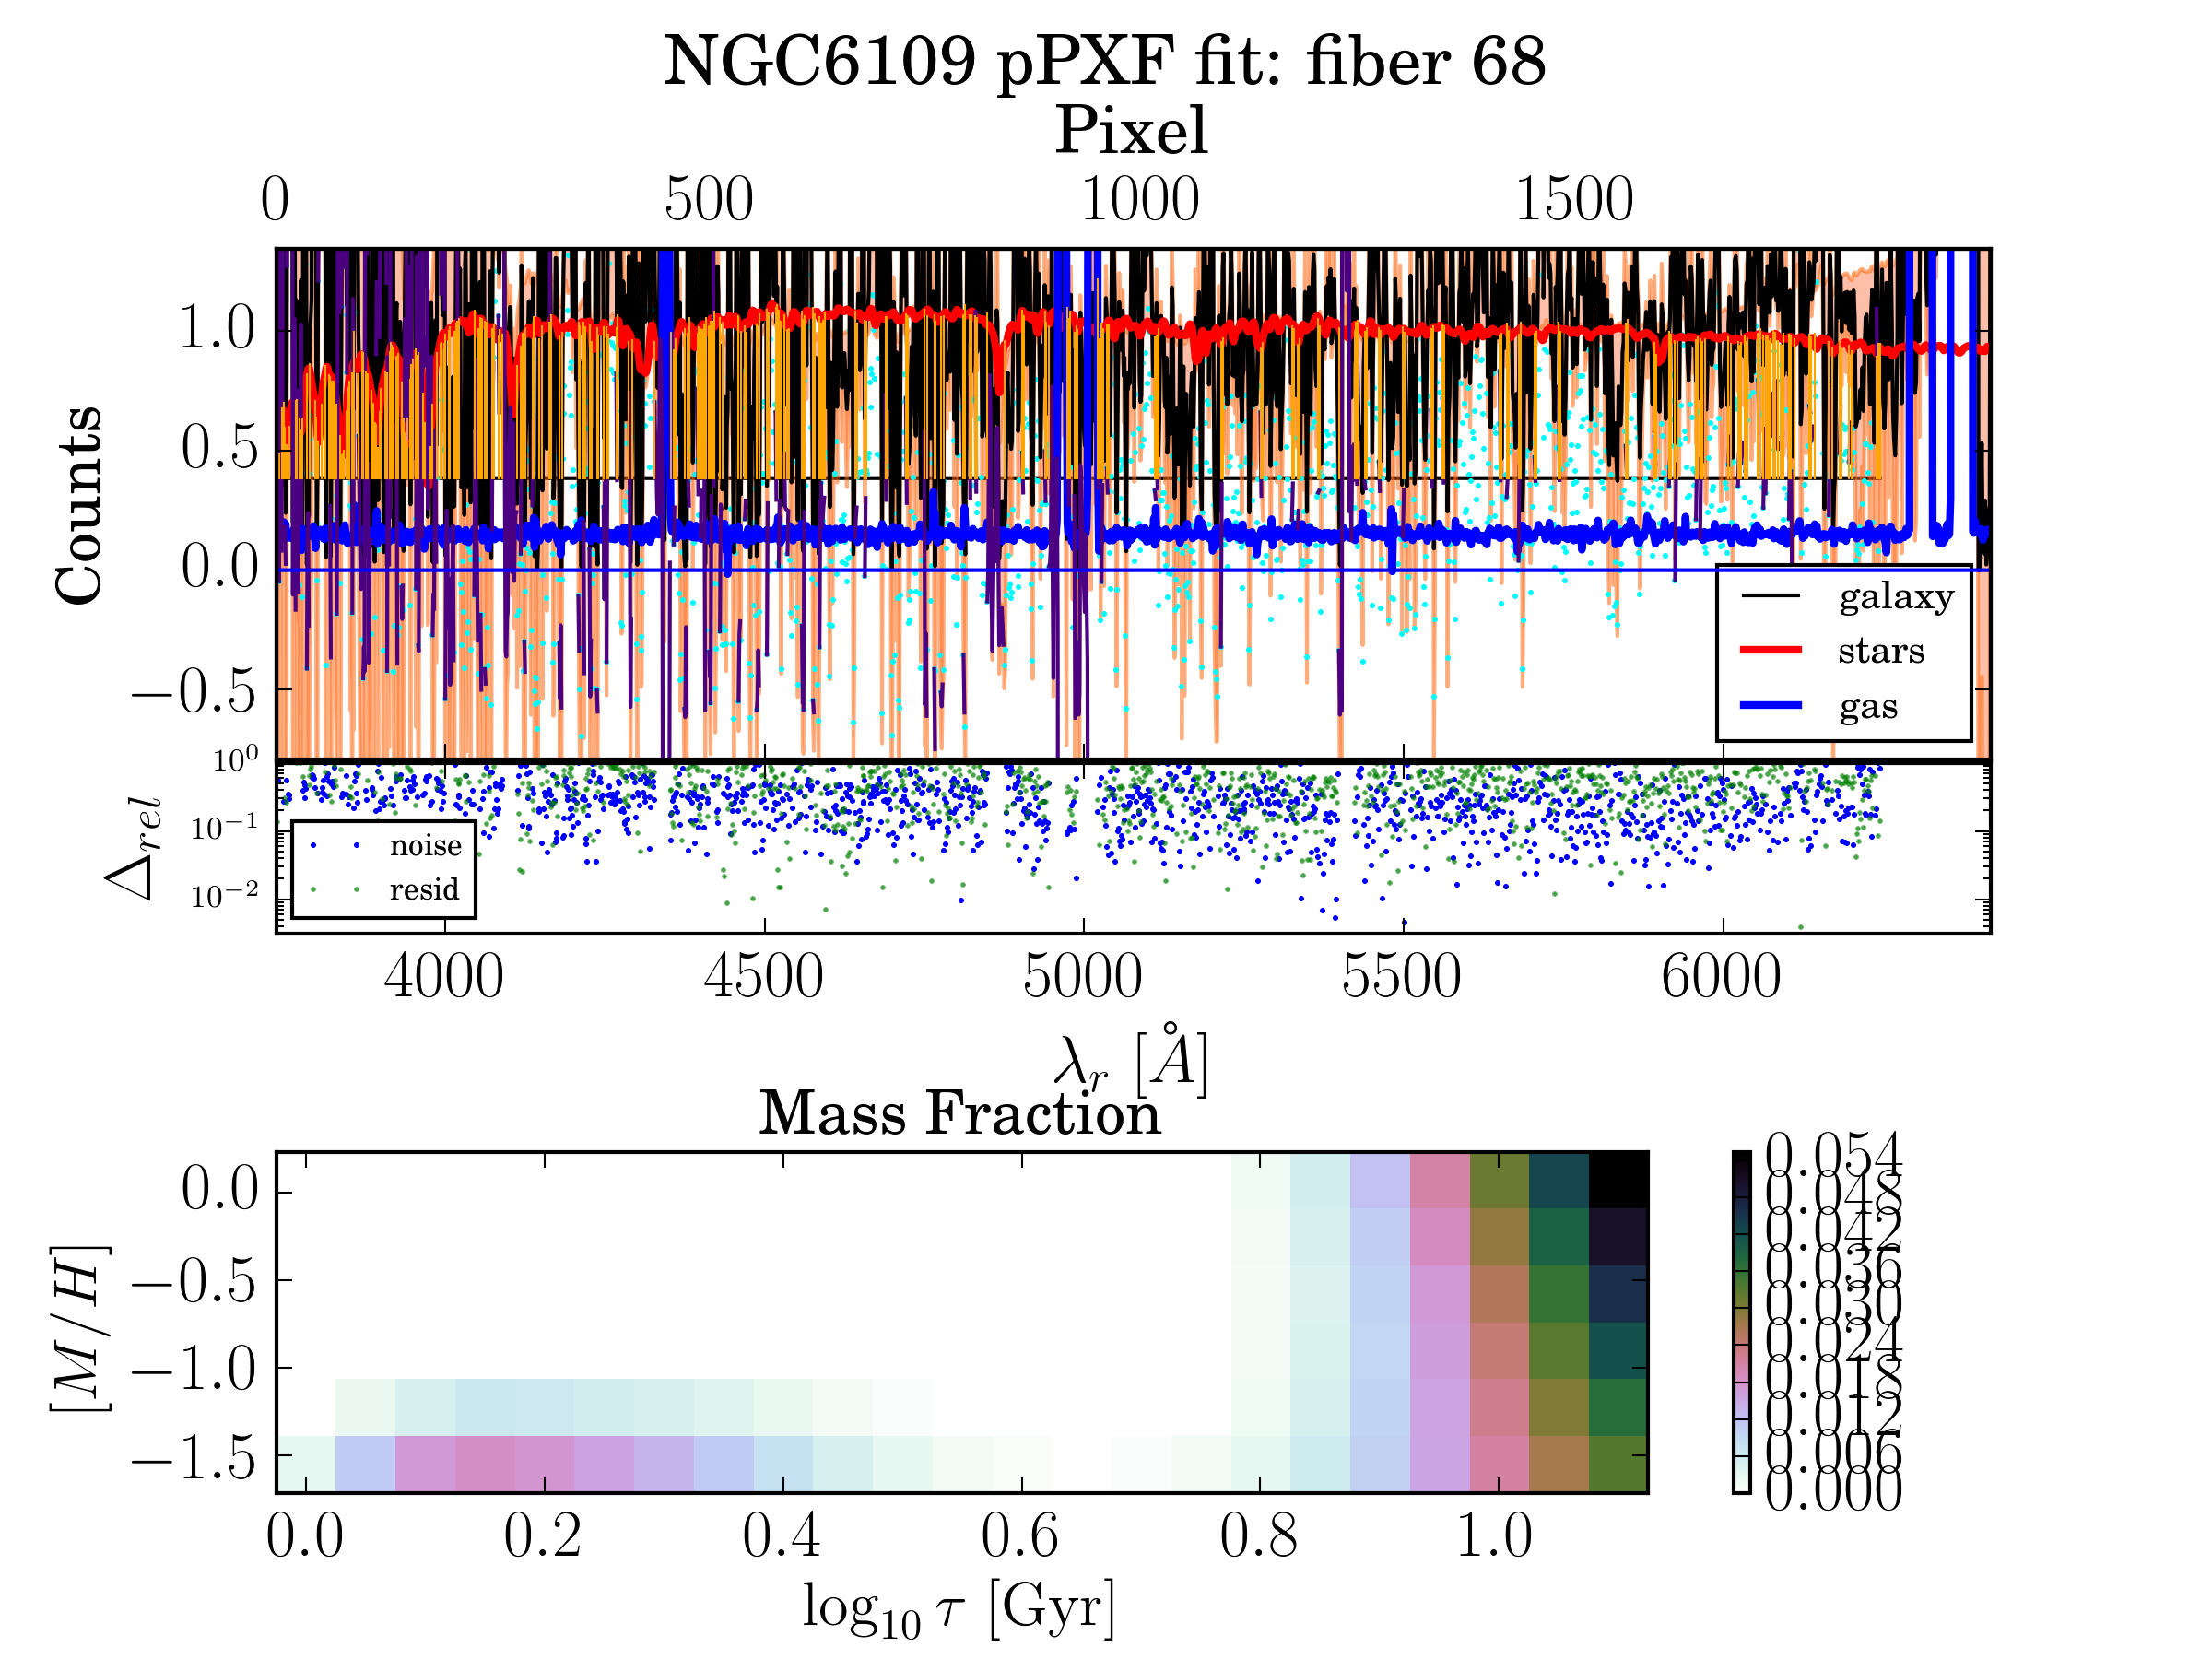 NGC6109 pPXF fit: fiber 68
Pixel
0 500 1000 1500
Counts
1.0
0.5
0.0
−0.5
galaxy
stars
gas
Δrel
10^0
10^−1
10^−2
noise
resid
4000 4500 5000 5500 6000
λr [Å]
Mass Fraction
[M/H]
0.0
−0.5
−1.0
−1.5
0.0 0.2 0.4 0.6 0.8 1.0
log10 τ [Gyr]
0.054
0.048
0.042
0.036
0.030
0.024
0.018
0.012
0.006
0.000